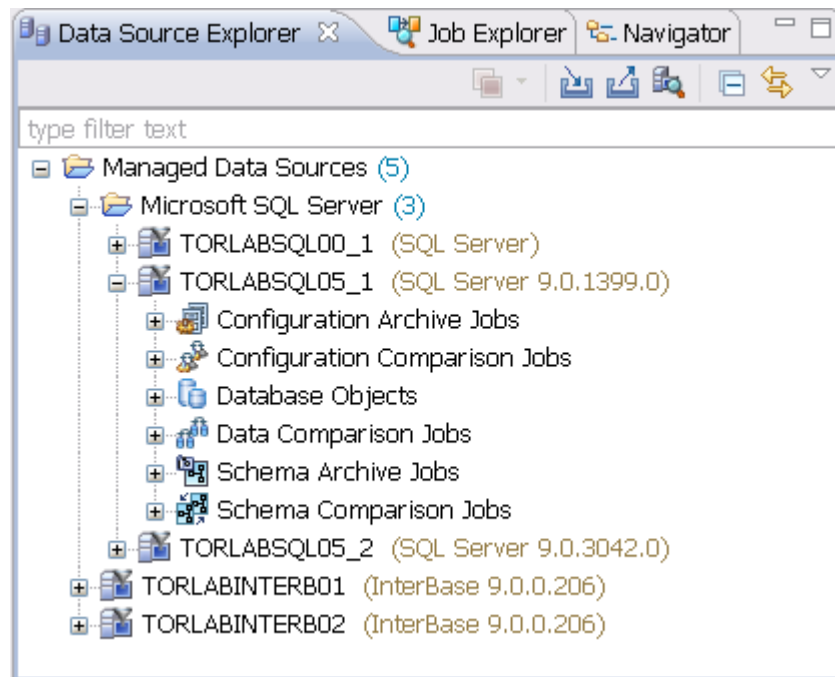 Data Source Explorer Job Explorer Navigator
type filter text
Managed Data Sources (5)
Microsoft SQL Server (3)
TORLABSQL00_1 (SQL Server)
TORLABSQL05_1 (SQL Server 9.0.1399.0)
Configuration Archive Jobs
Configuration Comparison Jobs
Database Objects
Data Comparison Jobs
Schema Archive Jobs
Schema Comparison Jobs
TORLABSQL05_2 (SQL Server 9.0.3042.0)
TORLABINTERB01 (InterBase 9.0.0.206)
TORLABINTERB02 (InterBase 9.0.0.206)